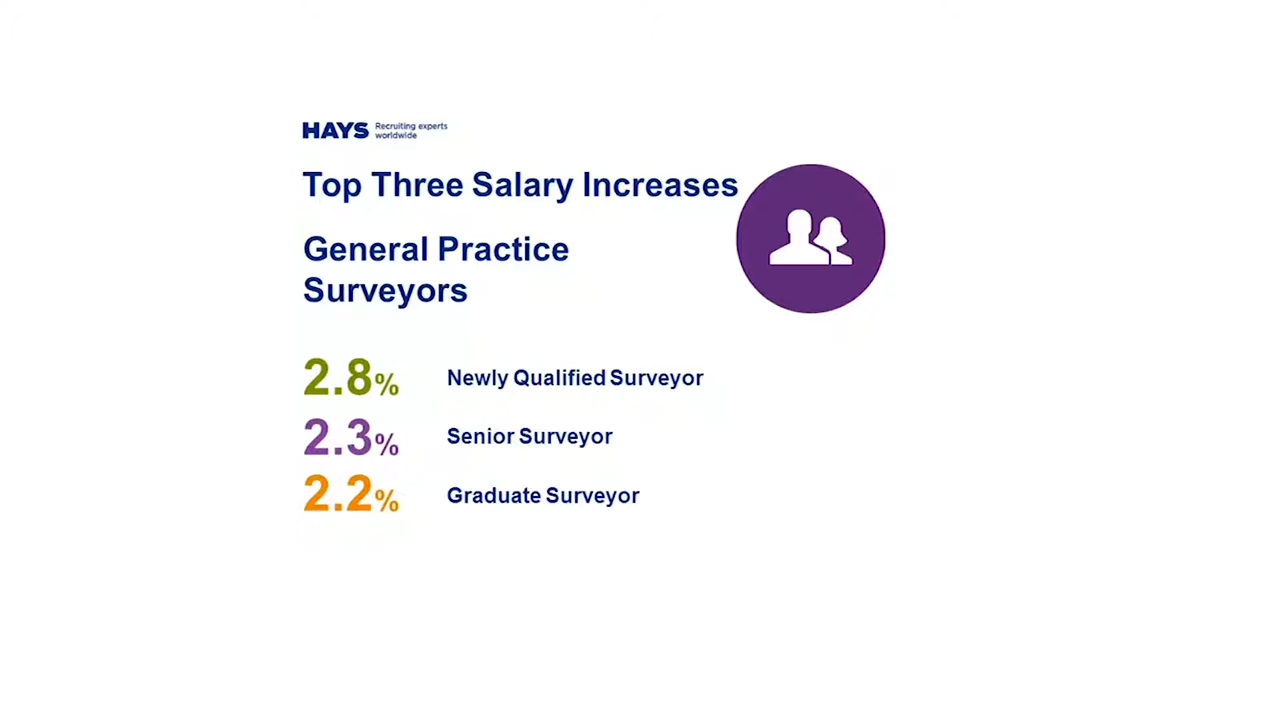 HAYS Recruiting experts
worldwide
Top Three Salary Increases
General Practice
Surveyors
2.8% Newly Qualified Surveyor
2.3% Senior Surveyor
2.2% Graduate Surveyor